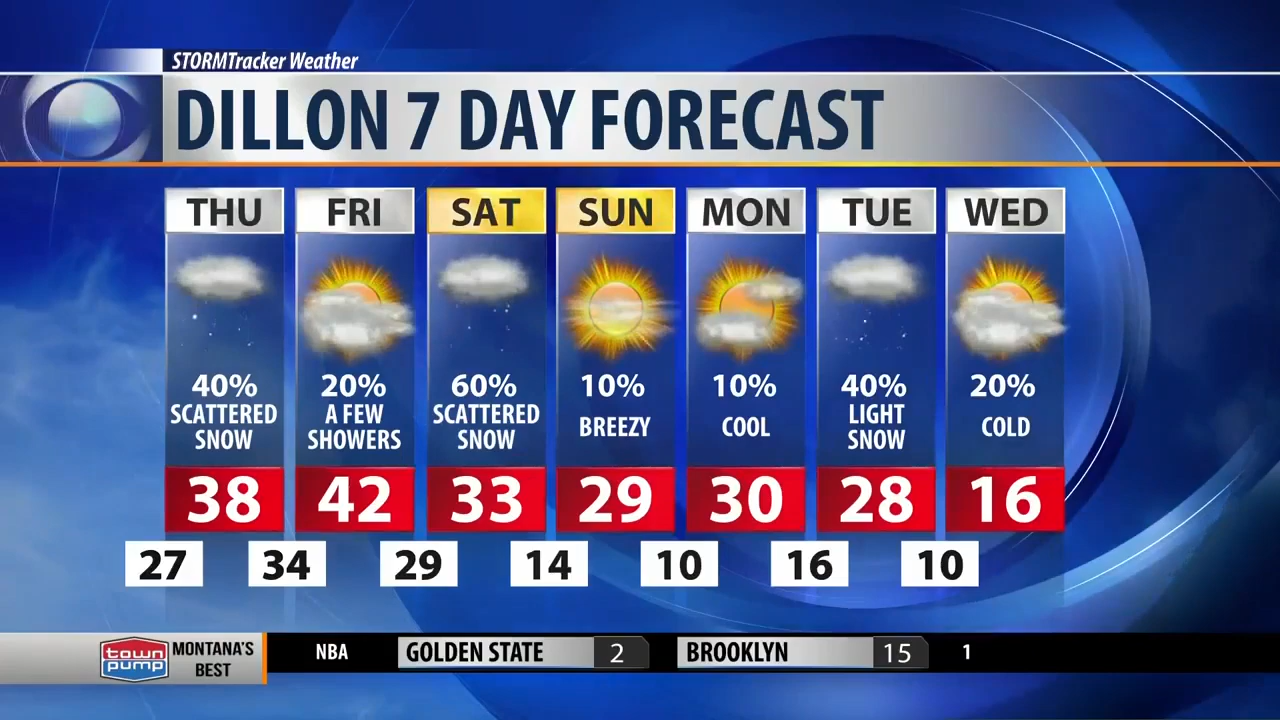 STORMTracker Weather
DILLON 7 DAY FORECAST
THU FRI SAT SUN MON TUE WED
40% 20% 60% 10% 10% 40% 20%
SCATTERED A FEW SCATTERED BREEZY COOL LIGHT COLD
SNOW SHOWERS SNOW SNOW
38 42 33 29 30 28 16
27 34 29 14 10 16 10
town pump MONTANA'S BEST NBA GOLDEN STATE 2 BROOKLYN 15 1